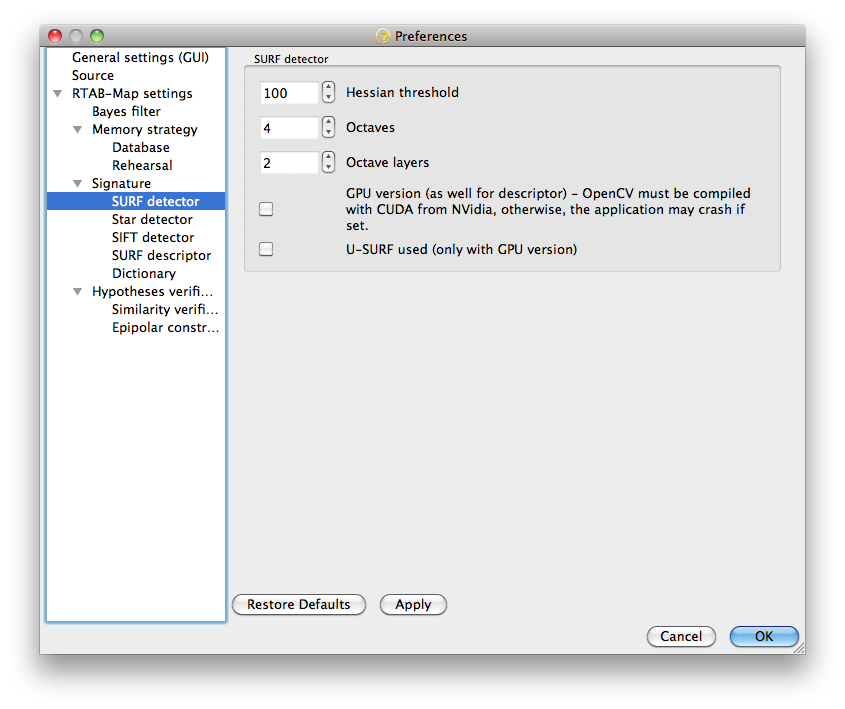 Preferences
General settings (GUI)
Source
RTAB-Map settings
Bayes filter
Memory strategy
Database
Rehearsal
Signature
SURF detector
Star detector
SIFT detector
SURF descriptor
Dictionary
Hypotheses verifi...
Similarity verifi...
Epipolar constr...
SURF detector
100 Hessian threshold
4 Octaves
2 Octave layers
GPU version (as well for descriptor) – OpenCV must be compiled
with CUDA from NVidia, otherwise, the application may crash if
set.
U-SURF used (only with GPU version)
Restore Defaults Apply
Cancel OK